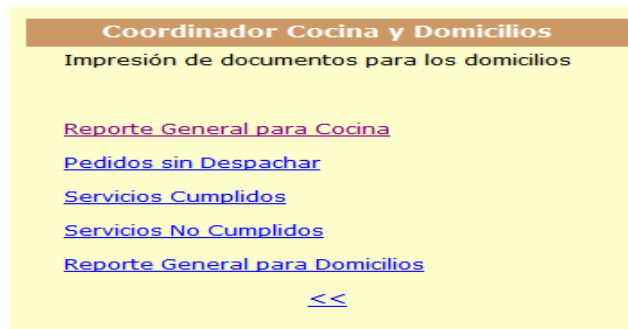 Coordinador Cocina y Domicilios
Impresión de documentos para los domicilios
Reporte General para Cocina
Pedidos sin Despachar
Servicios Cumplidos
Servicios No Cumplidos
Reporte General para Domicilios
<<